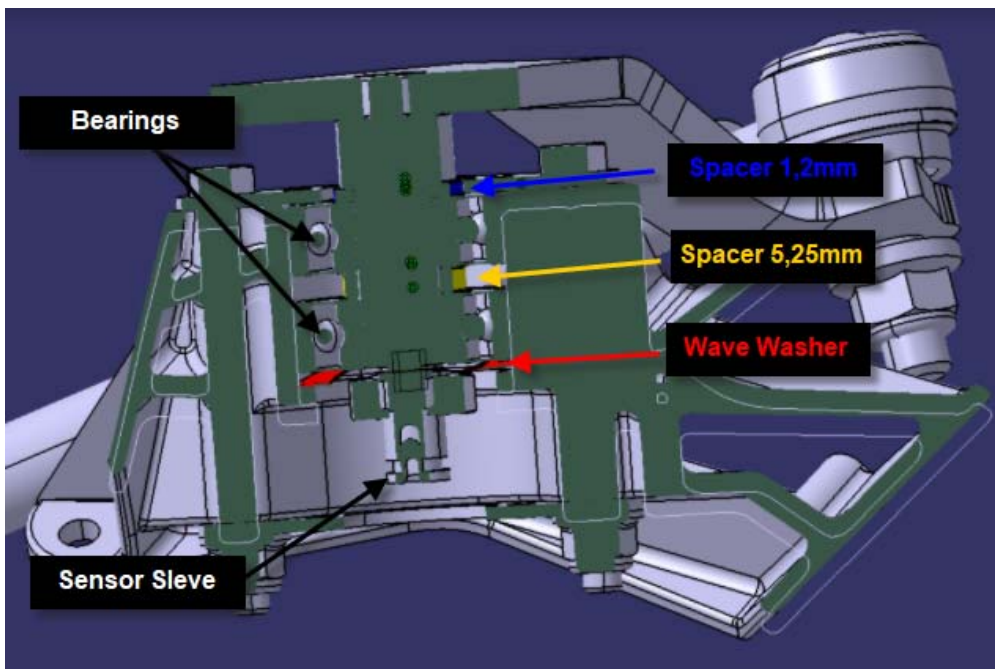 Bearings
Spacer 1,2mm
Spacer 5,25mm
Wave Washer
Sensor Sleve